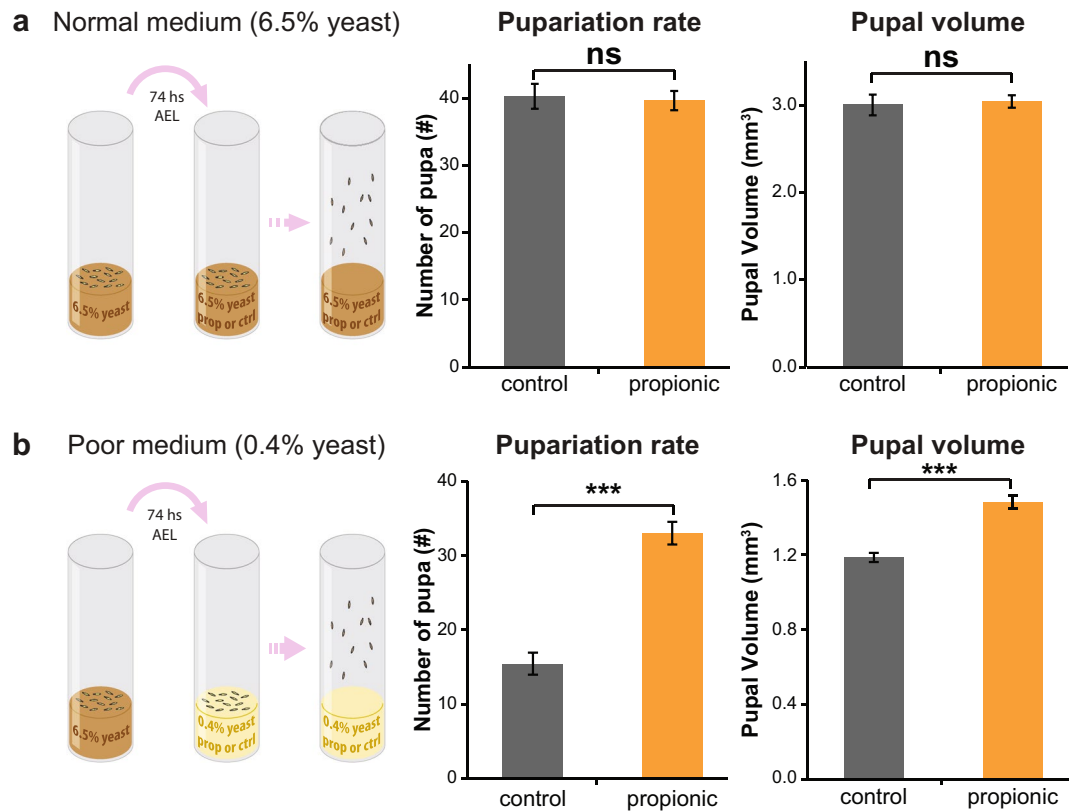 a Normal medium (6.5% yeast)
74 hs
AEL
6.5% yeast
6.5% yeast
prop or ctrl
6.5% yeast
prop or ctrl
Pupariation rate
ns
Number of pupa (#)
40
40
20
40
0
control
propionic
Pupal volume
ns
Pupal Volume (mm³)
3.0
3.0
3.0
0.0
control
propionic
b Poor medium (0.4% yeast)
74 hs
AEL
6.5% yeast
0.4% yeast
prop or ctrl
0.4% yeast
prop or ctrl
Pupariation rate
***
Number of pupa (#)
40
30
20
10
0
control
propionic
Pupal volume
***
Pupal Volume (mm³)
1.6
1.2
0.8
0.4
0.0
control
propionic